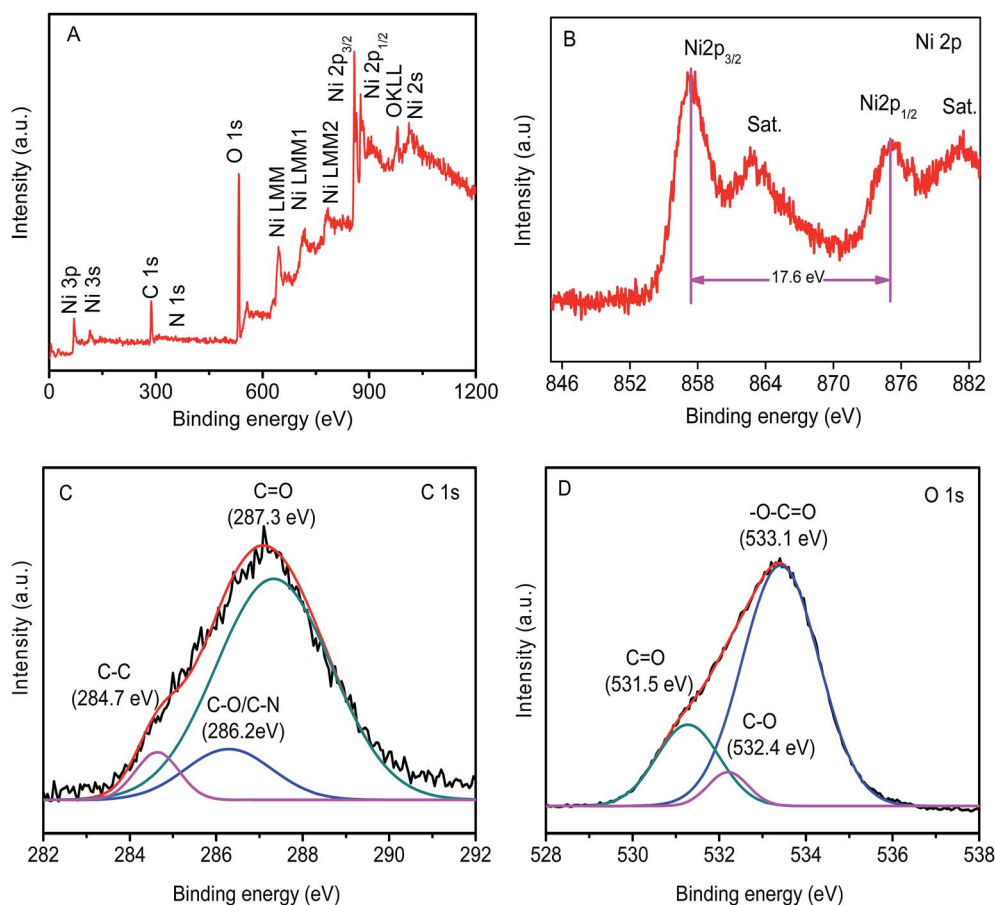 A
Ni 3p
Ni 3s
C 1s
N 1s
O 1s
Ni LMM
Ni LMM1
Ni LMM2
Ni 2p3/2
Ni 2p1/2
OKLL
Ni 2s
Intensity (a.u.)
0 300 600 900 1200
Binding energy (eV)
B
Ni 2p
Ni2p3/2
Sat.
Ni2p1/2
Sat.
17.6 eV
Intensity (a.u)
846 852 858 864 870 876 882
Binding energy (eV)
C
C 1s
C=O
(287.3 eV)
C-C
(284.7 eV)
C-O/C-N
(286.2eV)
Intensity (a.u.)
282 284 286 288 290 292
Binding energy (eV)
D
O 1s
-O-C=O
(533.1 eV)
C=O
(531.5 eV)
C-O
(532.4 eV)
Intensity (a.u.)
528 530 532 534 536 538
Binding energy (eV)